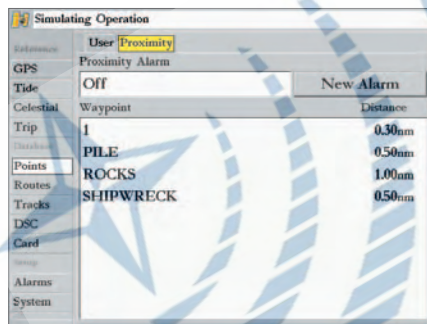 Simulating Operation
Reference
User Proximity
GPS
Proximity Alarm
Tide
Off
New Alarm
Celestial
Waypoint
Distance
Trip
1
0.30nm
Database
PILE
0.50nm
Points
ROCKS
1.00nm
Routes
SHIPWRECK
0.50nm
Tracks
DSC
Card
Setup
Alarms
System